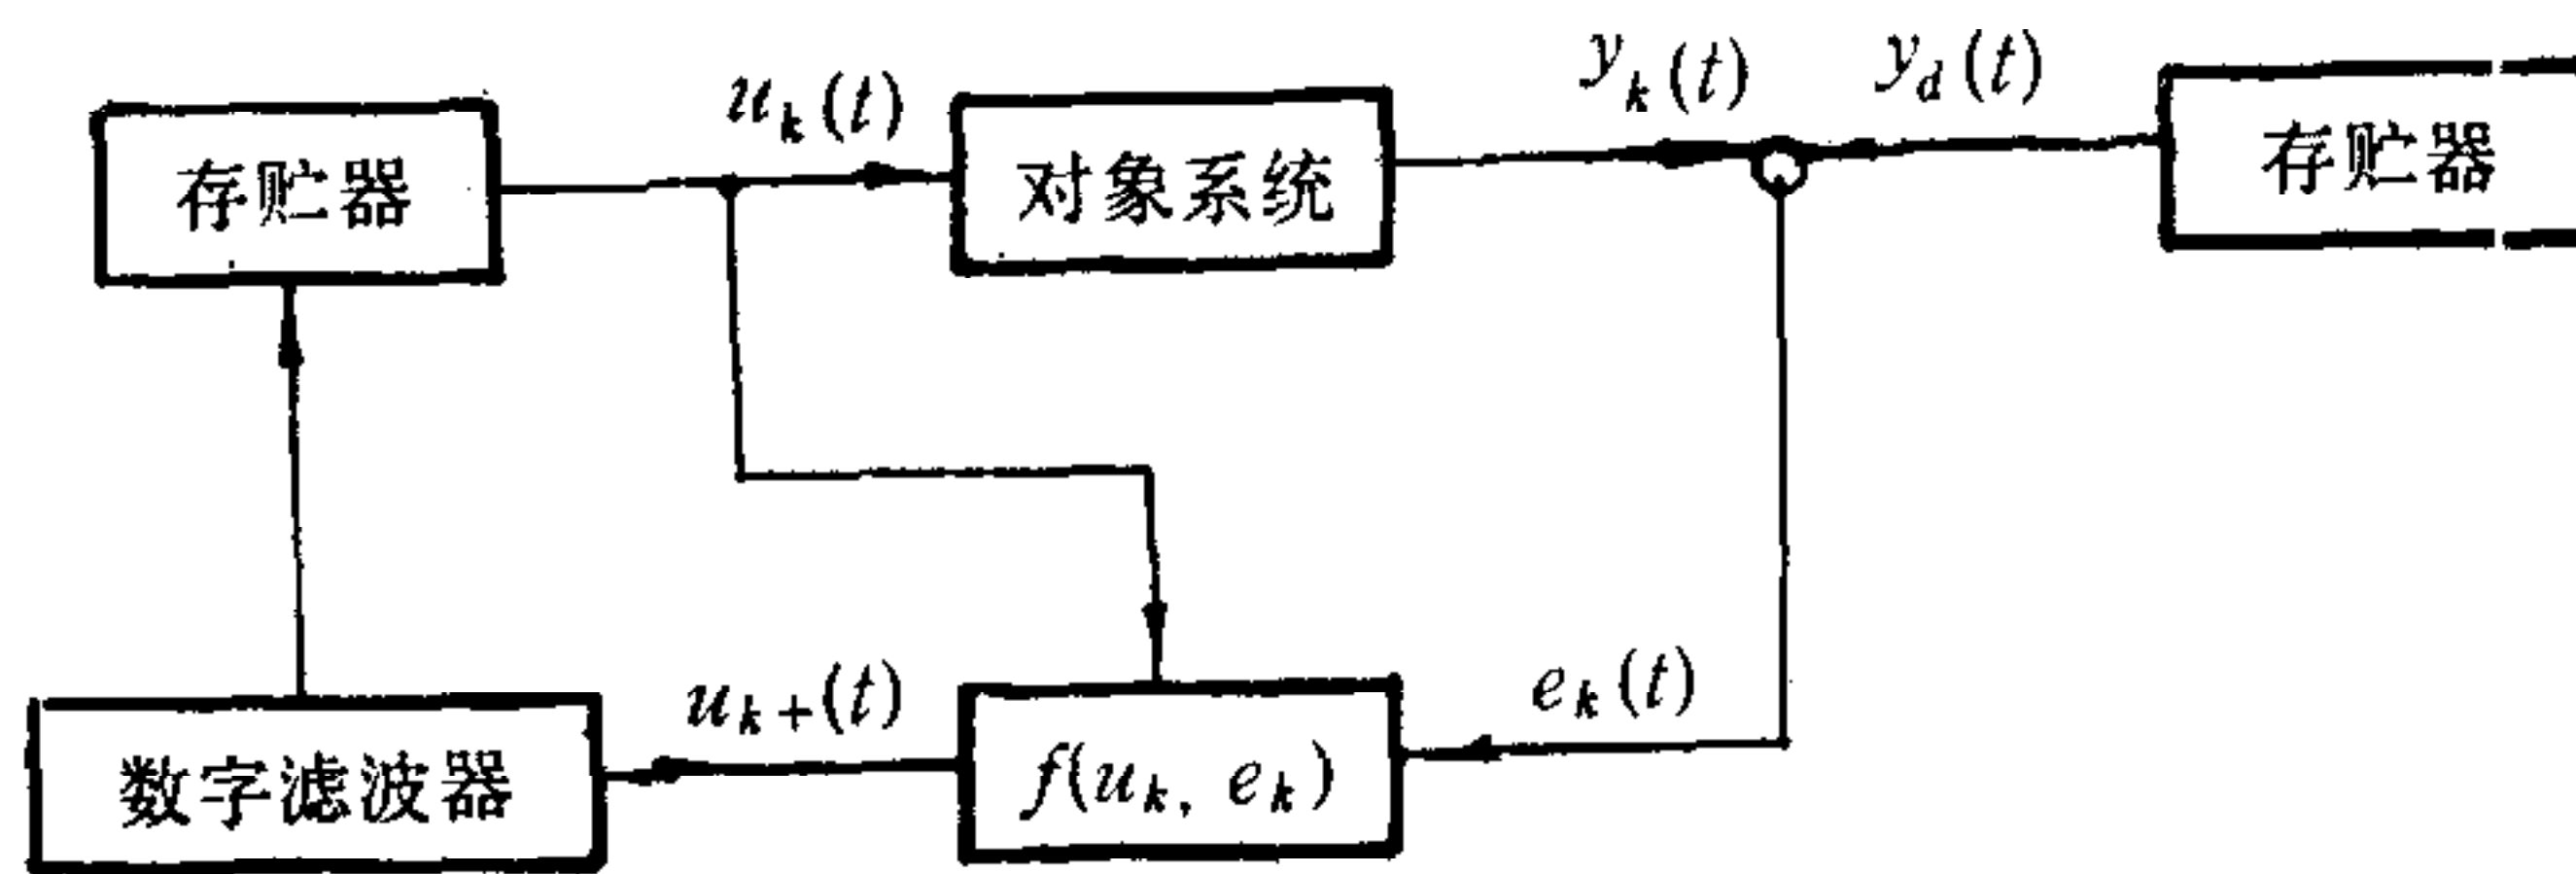 u_k(t)
y_k(t)
y_d(t)
存贮器
对象系统
存贮器
u_{k+}(t)
e_k(t)
数字滤波器
f(u_k, e_k)